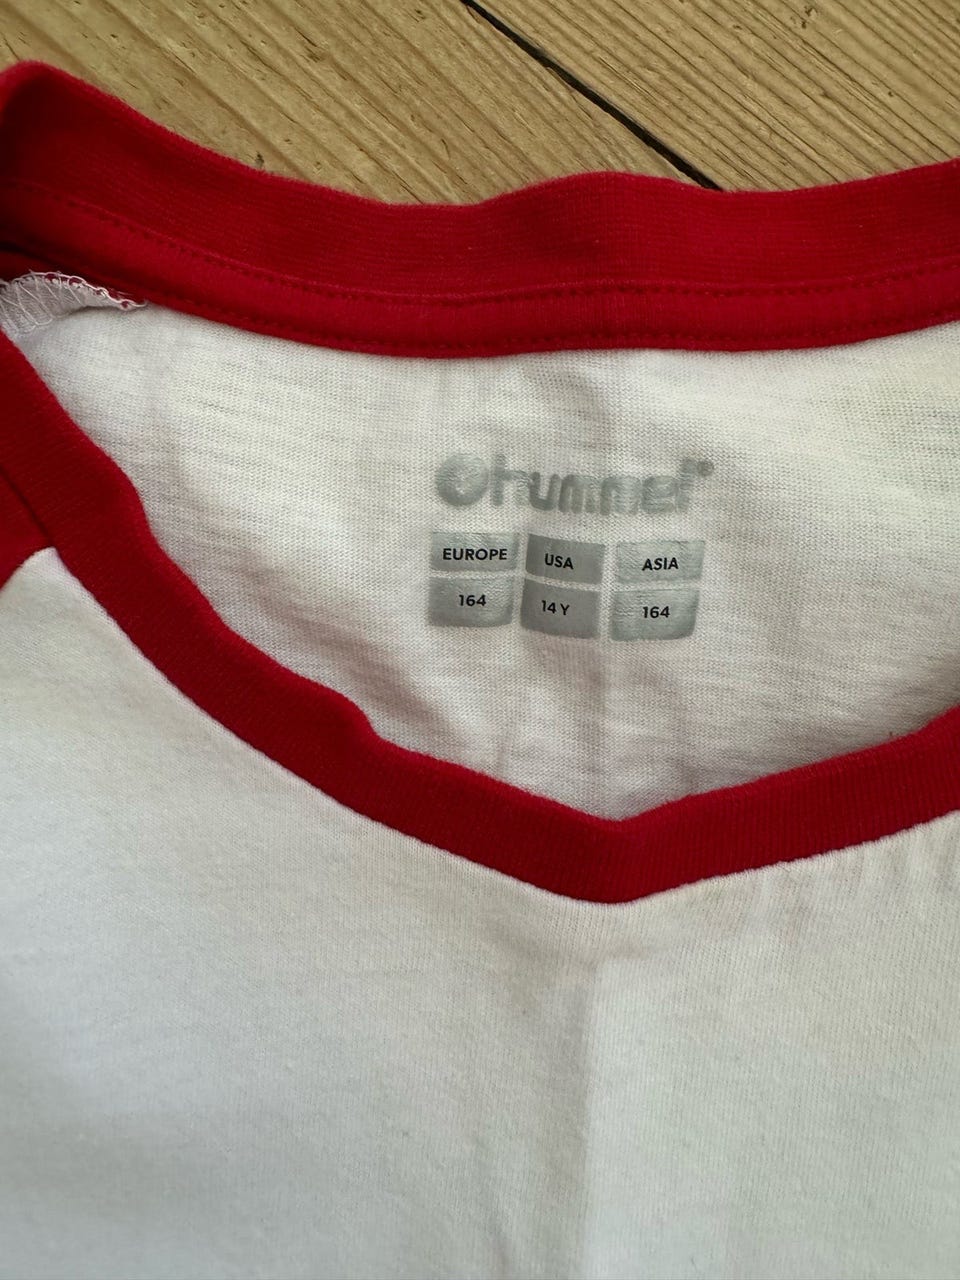 hummel®
EUROPE USA ASIA
164 14 Y 164